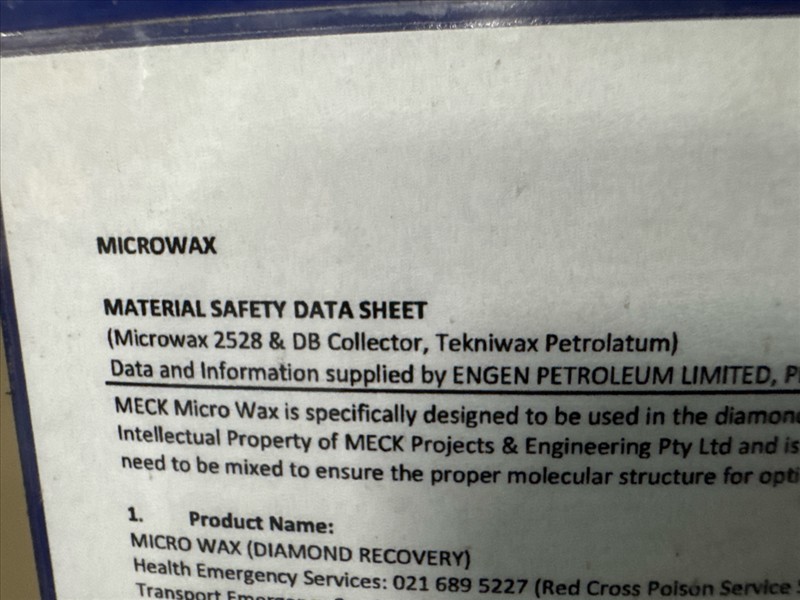 MICROWAX
MATERIAL SAFETY DATA SHEET
(Microwax 2528 & DB Collector, Tekniwax Petrolatum)
Data and Information supplied by ENGEN PETROLEUM LIMITED, P
MECK Micro Wax is specifically designed to be used in the diamon
Intellectual Property of MECK Projects & Engineering Pty Ltd and is
need to be mixed to ensure the proper molecular structure for opti
1. Product Name:
MICRO WAX (DIAMOND RECOVERY)
Health Emergency Services: 021 689 5227 (Red Cross Poison Service
Transport